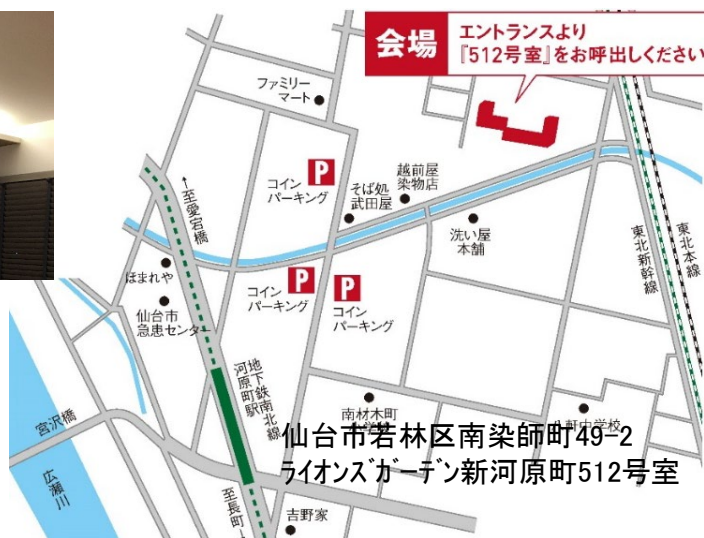 会場
エントランスより
『512号室』をお呼出しください
ファミリー
マート
P
コイン
パーキング
そば処
武田屋
越前屋
染物店
←至愛宕橋
洗い屋
本舗
東北新幹線
東北本線
ほまれや
仙台市
急患センター
P
コイン
パーキング
P
コイン
パーキング
地下鉄南北線
河原町駅
宮沢橋
広瀬川
南材木町
仙台市若林区南染師町49-2
ライオンズガーデン新河原町512号室
至長町→
吉野家